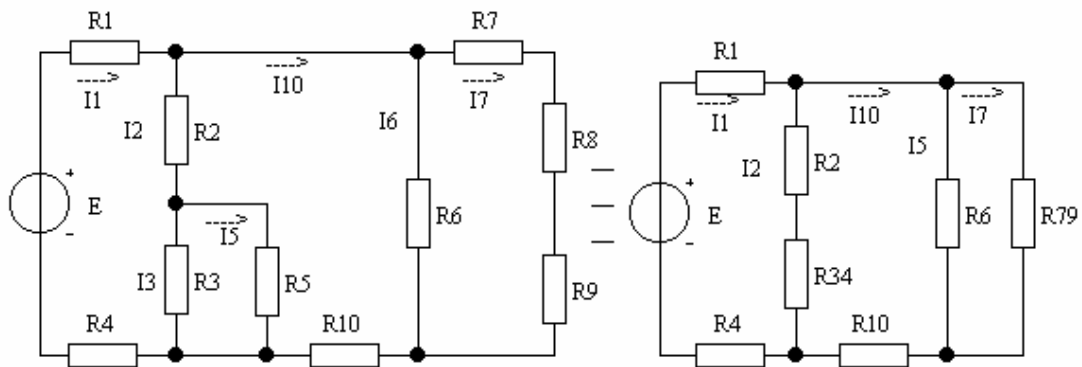 R1
R7
I1
I10
I7
I2
R2
I6
R8
E
+
-
R6
I5
I3
R3
R5
R9
R4
R10
R1
I1
I10
I7
I2
R2
I5
E
+
-
R6
R79
R34
R4
R10